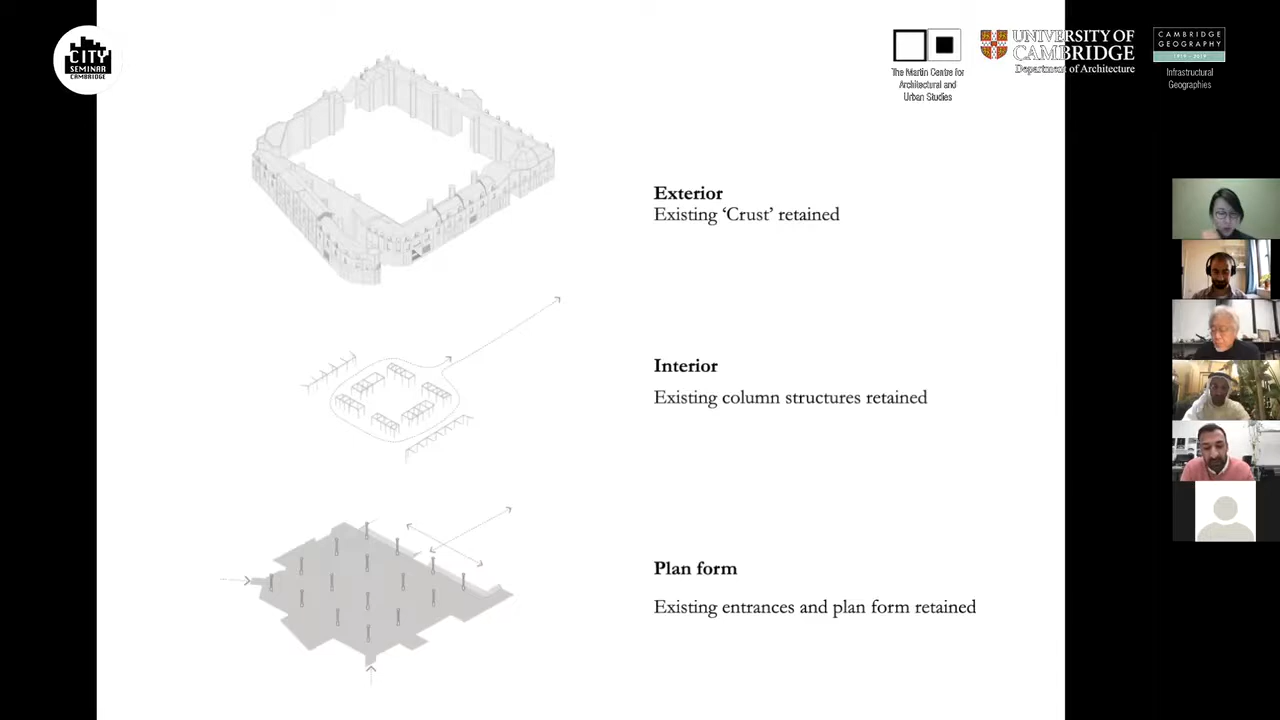 CITY
SEMINAR
CAMBRIDGE
The Martin Centre for
Architectural and
Urban Studies
UNIVERSITY OF
CAMBRIDGE
Department of Architecture
CAMBRIDGE
GEOGRAPHY
1919 - 2019
Infrastructural
Geographies
Exterior
Existing ‘Crust’ retained
Interior
Existing column structures retained
Plan form
Existing entrances and plan form retained